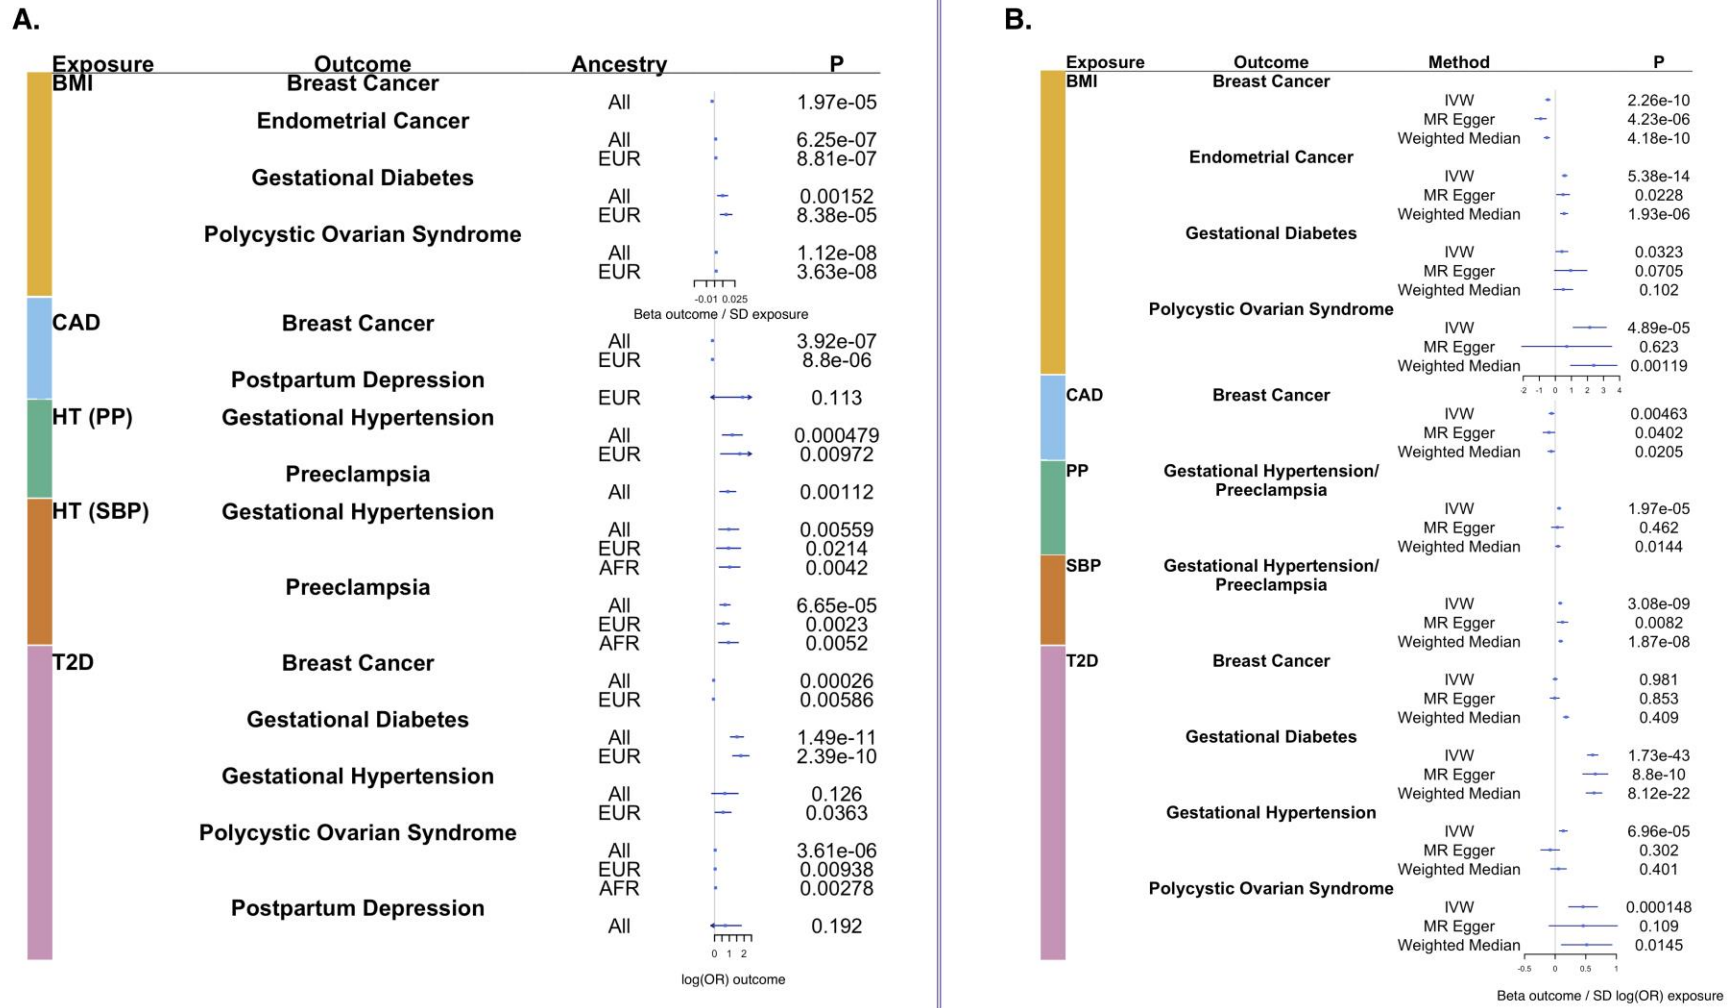 A.
Exposure Outcome Ancestry P
BMI Breast Cancer
All 1.97e-05
Endometrial Cancer
All 6.25e-07
EUR 8.81e-07
Gestational Diabetes
All 0.00152
EUR 8.38e-05
Polycystic Ovarian Syndrome
All 1.12e-08
EUR 3.63e-08
-0.01 0.025
Beta outcome / SD exposure
CAD Breast Cancer
All 3.92e-07
EUR 8.8e-06
Postpartum Depression
EUR 0.113
HT (PP) Gestational Hypertension
All 0.000479
EUR 0.00972
Preeclampsia
All 0.00112
HT (SBP) Gestational Hypertension
All 0.00559
EUR 0.0214
AFR 0.0042
Preeclampsia
All 6.65e-05
EUR 0.0023
AFR 0.0052
T2D Breast Cancer
All 0.00026
EUR 0.00586
Gestational Diabetes
All 1.49e-11
EUR 2.39e-10
Gestational Hypertension
All 0.126
EUR 0.0363
Polycystic Ovarian Syndrome
All 3.61e-06
EUR 0.00938
AFR 0.00278
Postpartum Depression
All 0.192
0 1 2
log(OR) outcome
B.
Exposure Outcome Method P
BMI Breast Cancer
IVW 2.26e-10
MR Egger 4.23e-06
Weighted Median 4.18e-10
Endometrial Cancer
IVW 5.38e-14
MR Egger 0.0228
Weighted Median 1.93e-06
Gestational Diabetes
IVW 0.0323
MR Egger 0.0705
Weighted Median 0.102
Polycystic Ovarian Syndrome
IVW 4.89e-05
MR Egger 0.623
Weighted Median 0.00119
-2 -1 0 1 2 3 4
CAD Breast Cancer
IVW 0.00463
MR Egger 0.0402
Weighted Median 0.0205
PP Gestational Hypertension/
Preeclampsia
IVW 1.97e-05
MR Egger 0.462
Weighted Median 0.0144
SBP Gestational Hypertension/
Preeclampsia
IVW 3.08e-09
MR Egger 0.0082
Weighted Median 1.87e-08
T2D Breast Cancer
IVW 0.981
MR Egger 0.853
Weighted Median 0.409
Gestational Diabetes
IVW 1.73e-43
MR Egger 8.8e-10
Weighted Median 8.12e-22
Gestational Hypertension
IVW 6.96e-05
MR Egger 0.302
Weighted Median 0.401
Polycystic Ovarian Syndrome
IVW 0.000148
MR Egger 0.109
Weighted Median 0.0145
-0.5 0 0.5 1
Beta outcome / SD log(OR) exposure